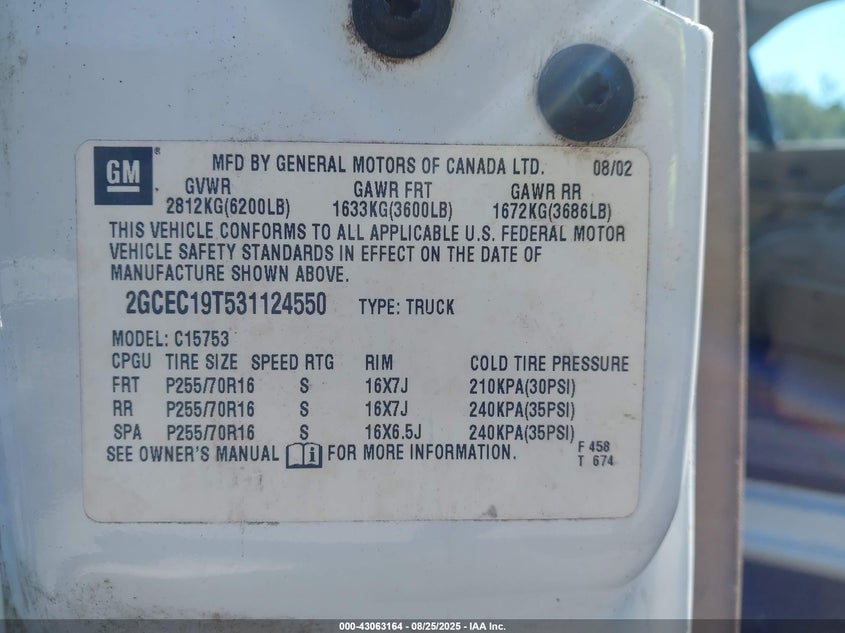 GM ® MFD BY GENERAL MOTORS OF CANADA LTD. 08/02
GVWR GAWR FRT GAWR RR
2812KG(6200LB) 1633KG(3600LB) 1672KG(3686LB)
THIS VEHICLE CONFORMS TO ALL APPLICABLE U.S. FEDERAL MOTOR
VEHICLE SAFETY STANDARDS IN EFFECT ON THE DATE OF
MANUFACTURE SHOWN ABOVE.
2GCEC19T531124550 TYPE: TRUCK
MODEL: C15753
CPGU TIRE SIZE SPEED RTG RIM COLD TIRE PRESSURE
FRT P255/70R16 S 16X7J 210KPA(30PSI)
RR P255/70R16 S 16X7J 240KPA(35PSI)
SPA P255/70R16 S 16X6.5J 240KPA(35PSI)
SEE OWNER'S MANUAL i FOR MORE INFORMATION.
F 458
T 674
000-43063164 - 08/25/2025 - IAA Inc.